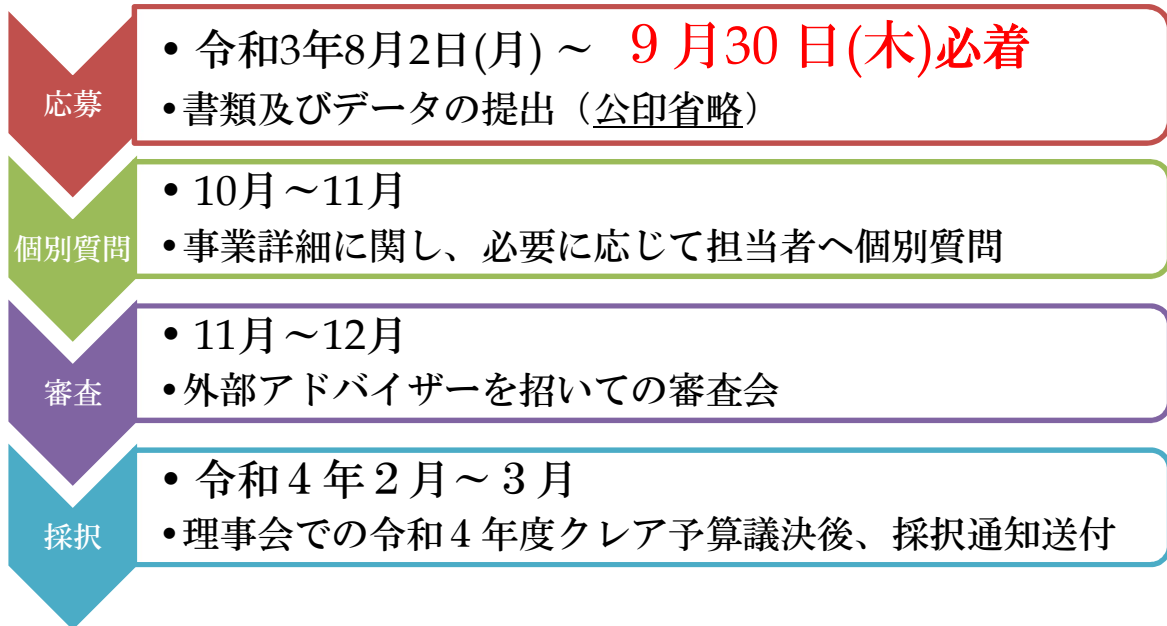 応募
• 令和3年8月2日(月) ～ 9 月30 日(木)必着
•書類及びデータの提出（公印省略）
個別質問
• 10月～11月
•事業詳細に関し、必要に応じて担当者へ個別質問
審査
• 11月～12月
•外部アドバイザーを招いての審査会
採択
• 令和４年２月～３月
•理事会での令和４年度クレア予算議決後、採択通知送付